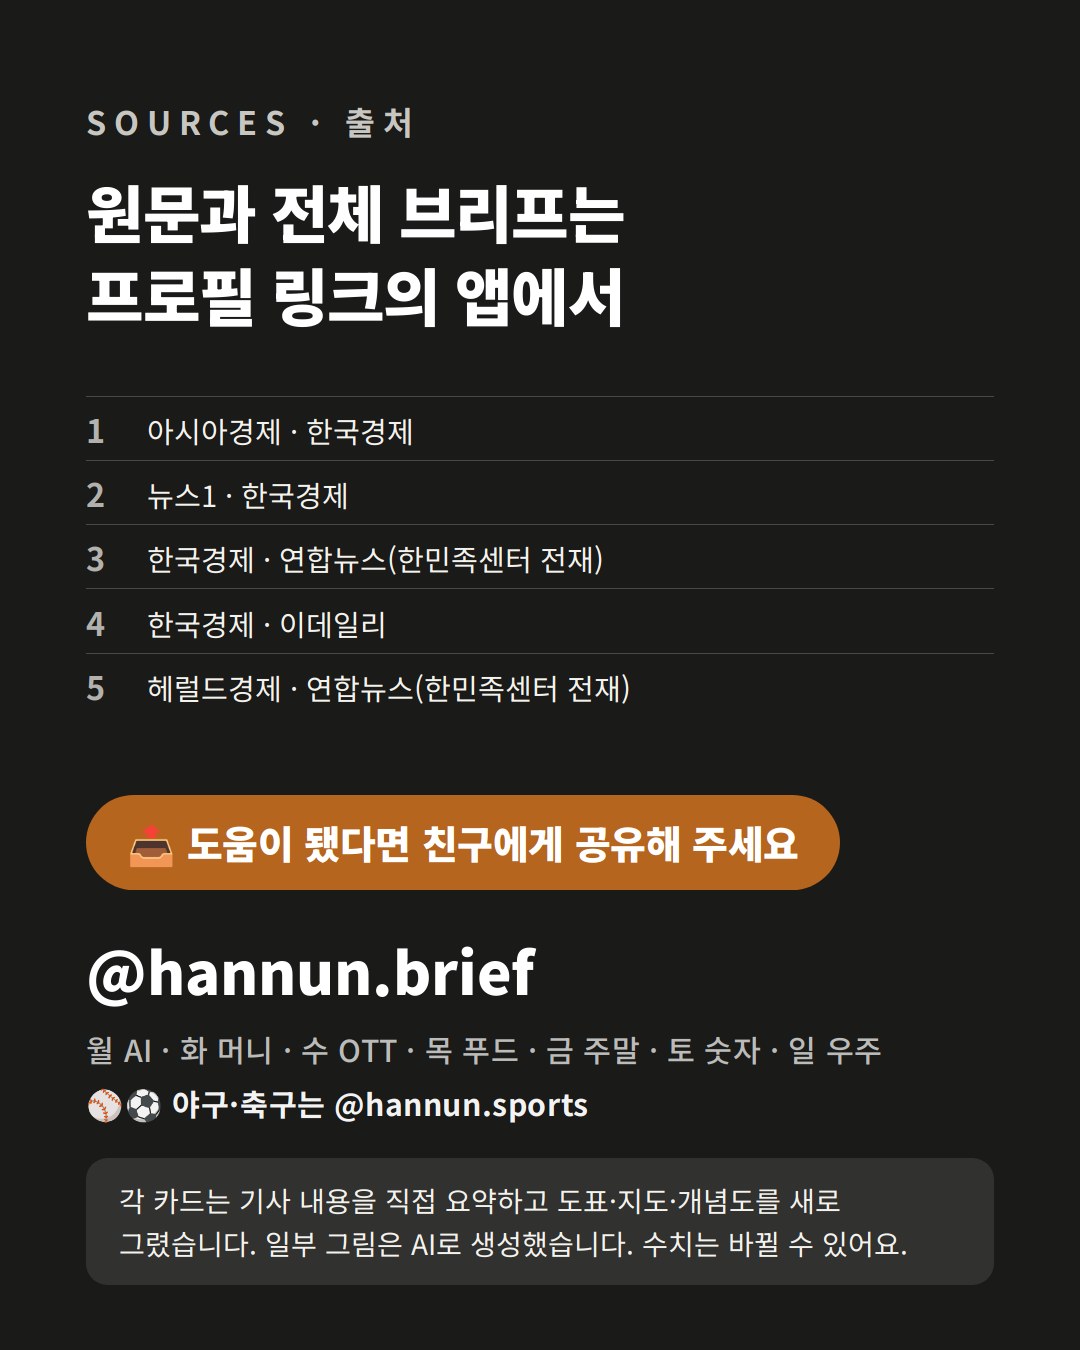 SOURCES · 출처
원문과 전체 브리프는
프로필 링크의 앱에서
1 아시아경제 · 한국경제
2 뉴스1 · 한국경제
3 한국경제 · 연합뉴스(한민족센터 전재)
4 한국경제 · 이데일리
5 헤럴드경제 · 연합뉴스(한민족센터 전재)
📤 도움이 됐다면 친구에게 공유해 주세요
@hannun.brief
월 AI · 화 머니 · 수 OTT · 목 푸드 · 금 주말 · 토 숫자 · 일 우주
⚾⚽ 야구·축구는 @hannun.sports
각 카드는 기사 내용을 직접 요약하고 도표·지도·개념도를 새로
그렸습니다. 일부 그림은 AI로 생성했습니다. 수치는 바뀔 수 있어요.